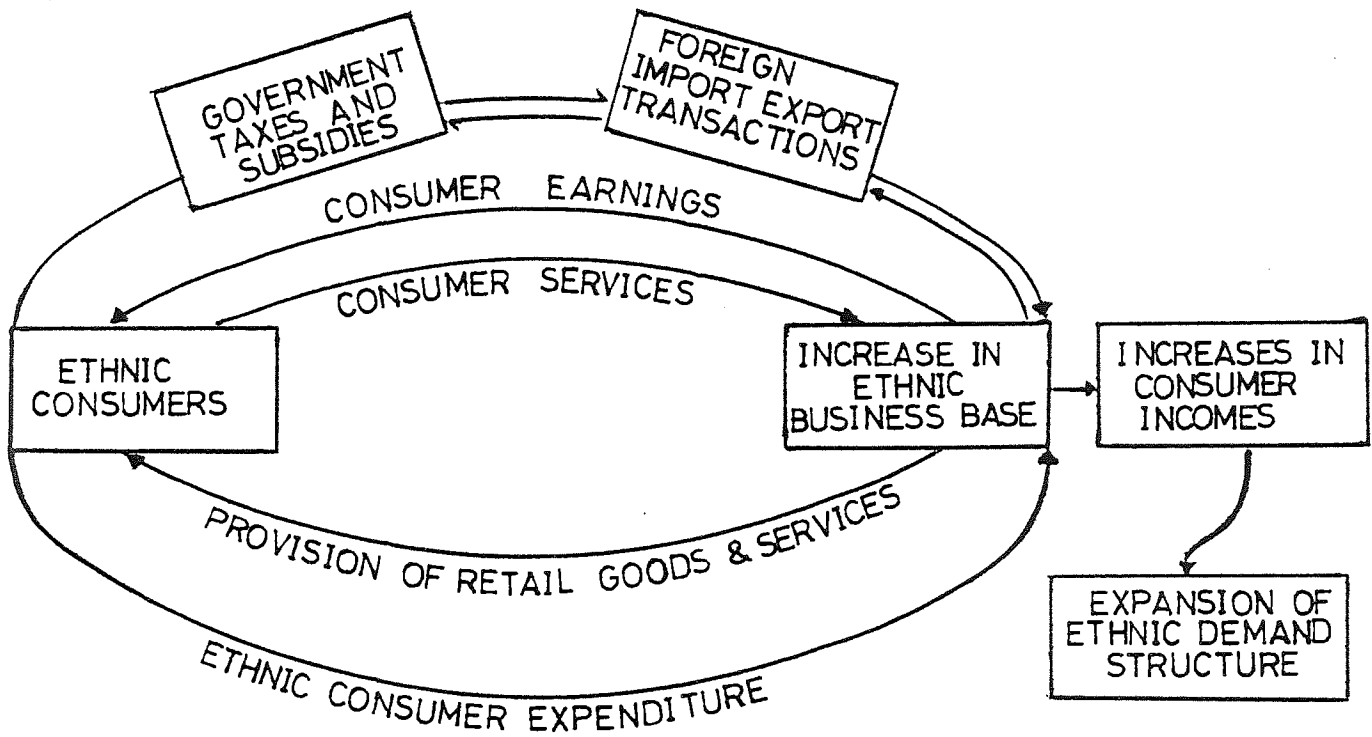 GOVERNMENT
TAXES AND
SUBSIDIES
FOREIGN
IMPORT EXPORT
TRANSACTIONS
CONSUMER EARNINGS
CONSUMER SERVICES
ETHNIC
CONSUMERS
INCREASE IN
ETHNIC
BUSINESS BASE
INCREASES IN
CONSUMER
INCOMES
PROVISION OF RETAIL GOODS & SERVICES
ETHNIC CONSUMER EXPENDITURE
EXPANSION OF
ETHNIC DEMAND
STRUCTURE